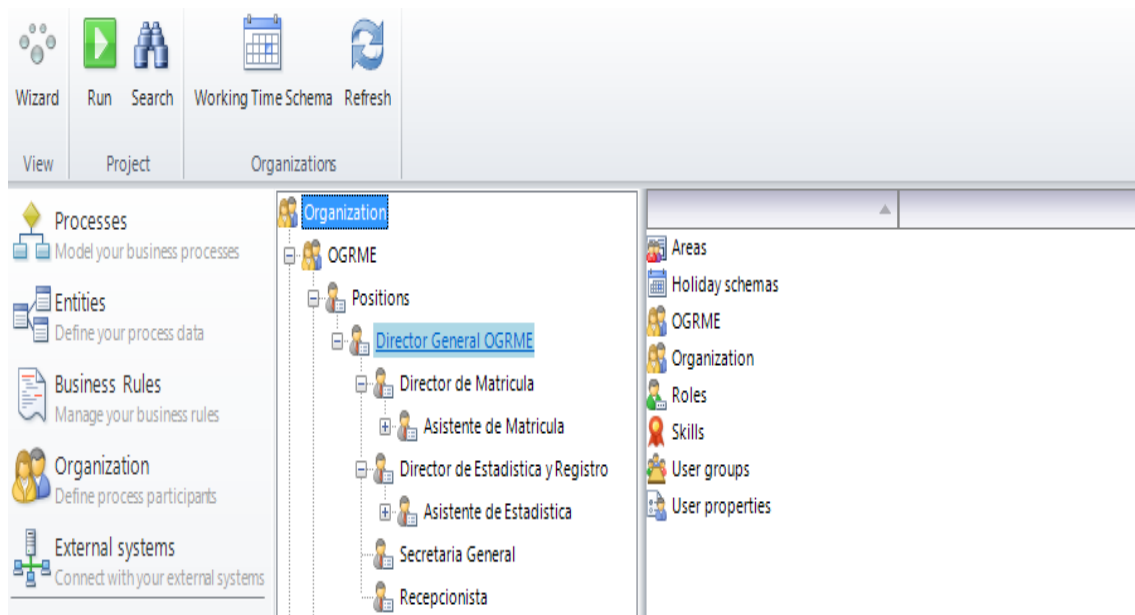 Wizard
Run
Search
Working Time Schema
Refresh
View
Project
Organizations
Processes
Model your business processes
Entities
Define your process data
Business Rules
Manage your business rules
Organization
Define process participants
External systems
Connect with your external systems
Organization
OGRME
Positions
Director General OGRME
Director de Matricula
Asistente de Matricula
Director de Estadistica y Registro
Asistente de Estadistica
Secretaria General
Recepcionista
Areas
Holiday schemas
OGRME
Organization
Roles
Skills
User groups
User properties